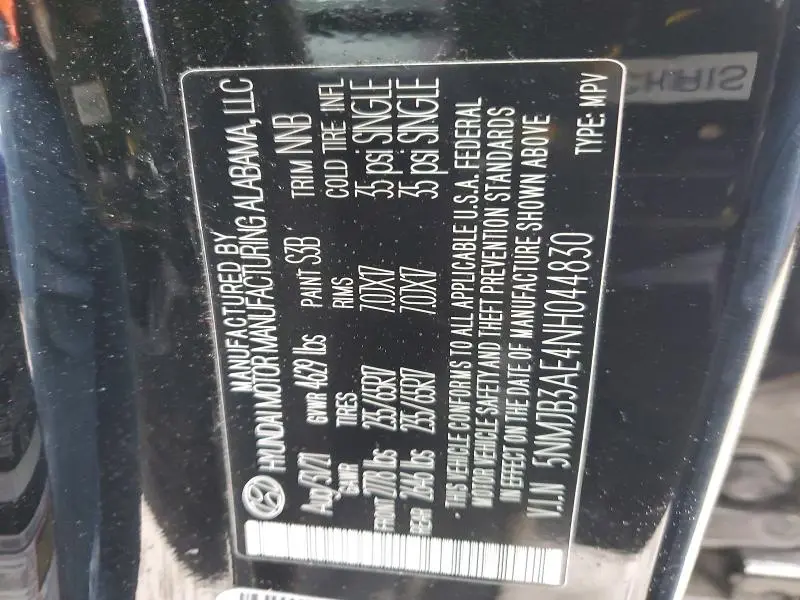 MANUFACTURED BY
HYUNDAI MOTOR MANUFACTURING ALABAMA, LLC
Aug/31/21 GVWR 4629 lbs PAINT S3B TRIM NNB
GAWR TIRES RIMS COLD TIRE INFL
FRONT 2778 lbs 235/65R17 7.0JX17 35 psi SINGLE
REAR 2640 lbs 235/65R17 7.0JX17 35 psi SINGLE
· THIS VEHICLE CONFORMS TO ALL APPLICABLE U.S.A. FEDERAL
MOTOR VEHICLE SAFETY AND THEFT PREVENTION STANDARDS
IN EFFECT ON THE DATE OF MANUFACTURE SHOWN ABOVE
V.I.N 5NMJB3AE4NH044830
TYPE: MPV